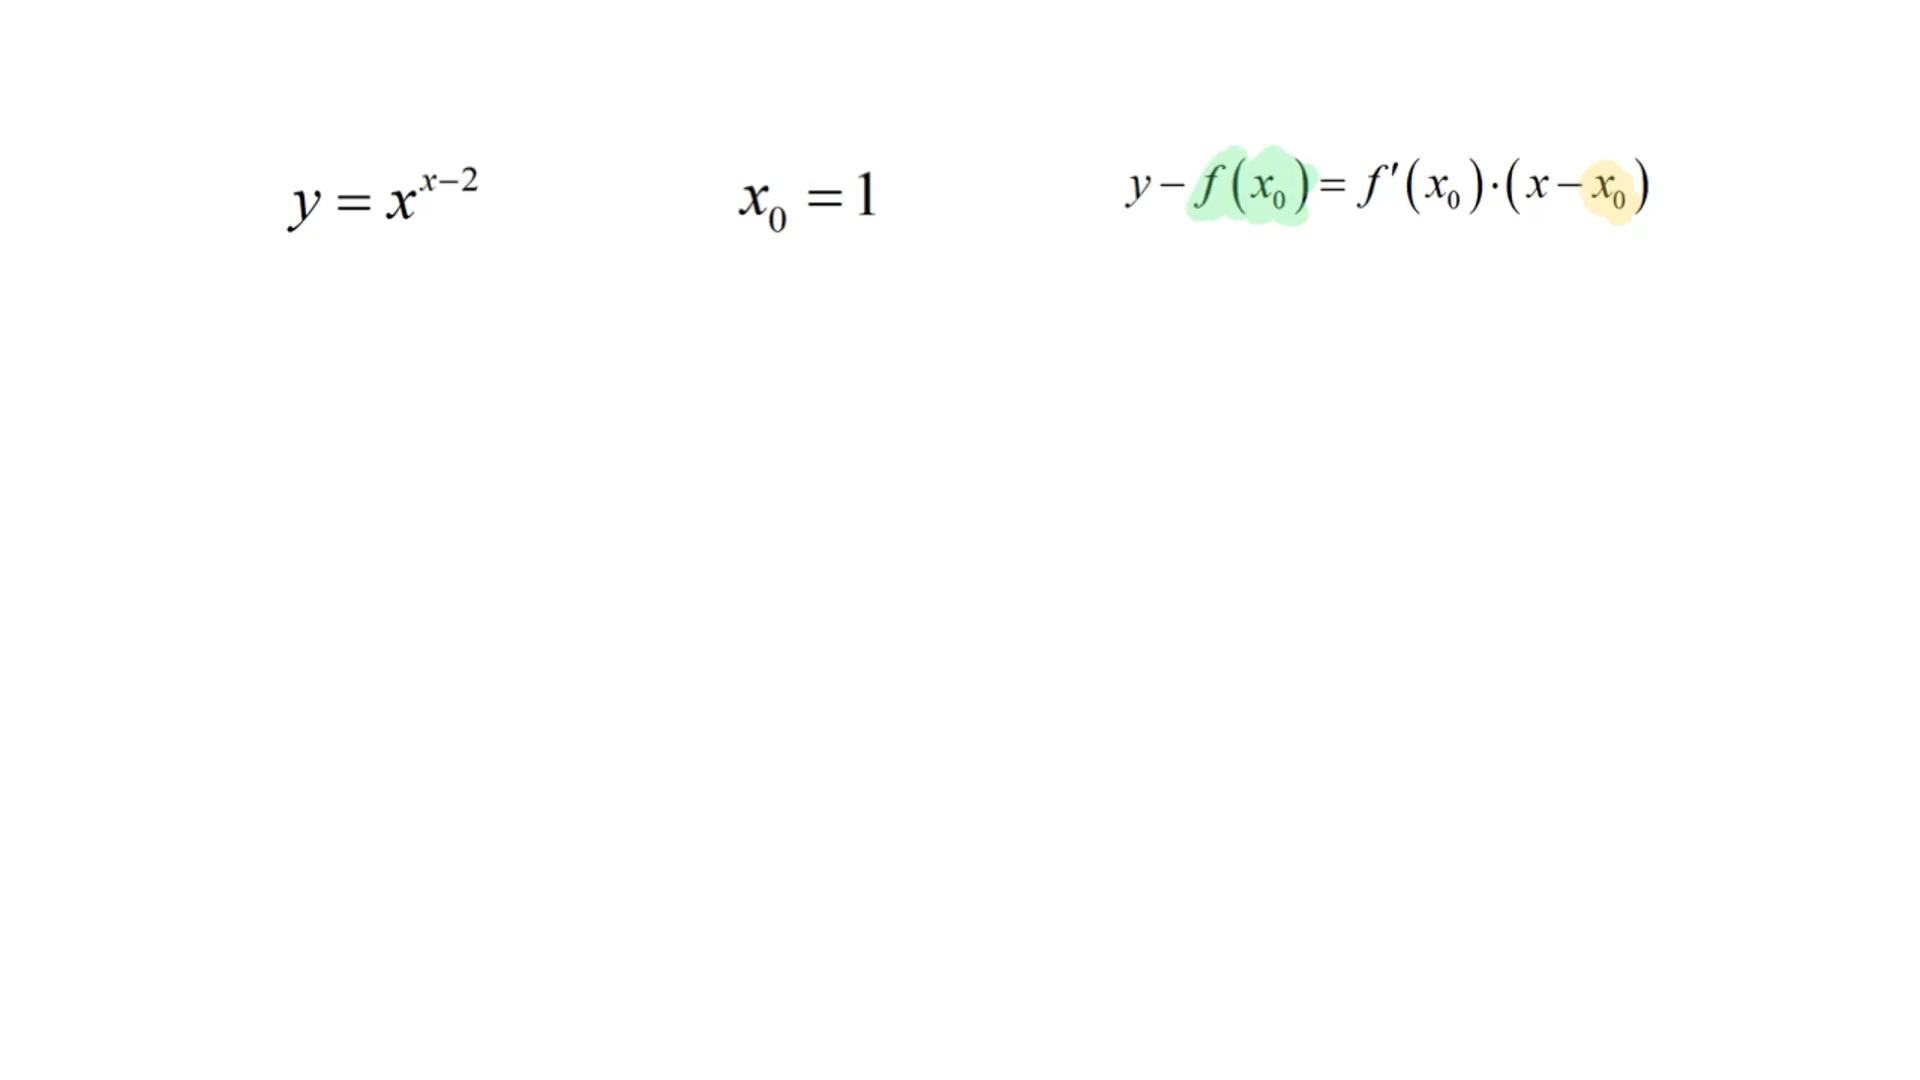 y = x^{x-2}
x_0 = 1
y - f(x_0) = f'(x_0) · (x - x_0)